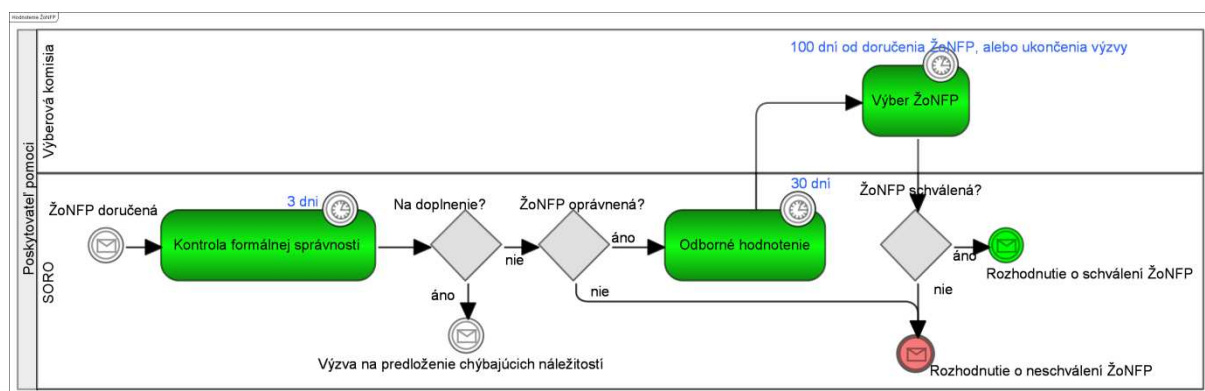 Hodnotenie ŽoNFP
Poskytovateľ pomoci
Výberová komisia
100 dní od doručenia ŽoNFP, alebo ukončenia výzvy
Výber ŽoNFP
SORO
ŽoNFP doručená
3 dni
Kontrola formálnej správnosti
Na doplnenie?
nie
áno
Výzva na predloženie chýbajúcich náležitostí
ŽoNFP oprávnená?
áno
nie
30 dní
Odborné hodnotenie
ŽoNFP schválená?
áno
Rozhodnutie o schválení ŽoNFP
nie
Rozhodnutie o neschválení ŽoNFP